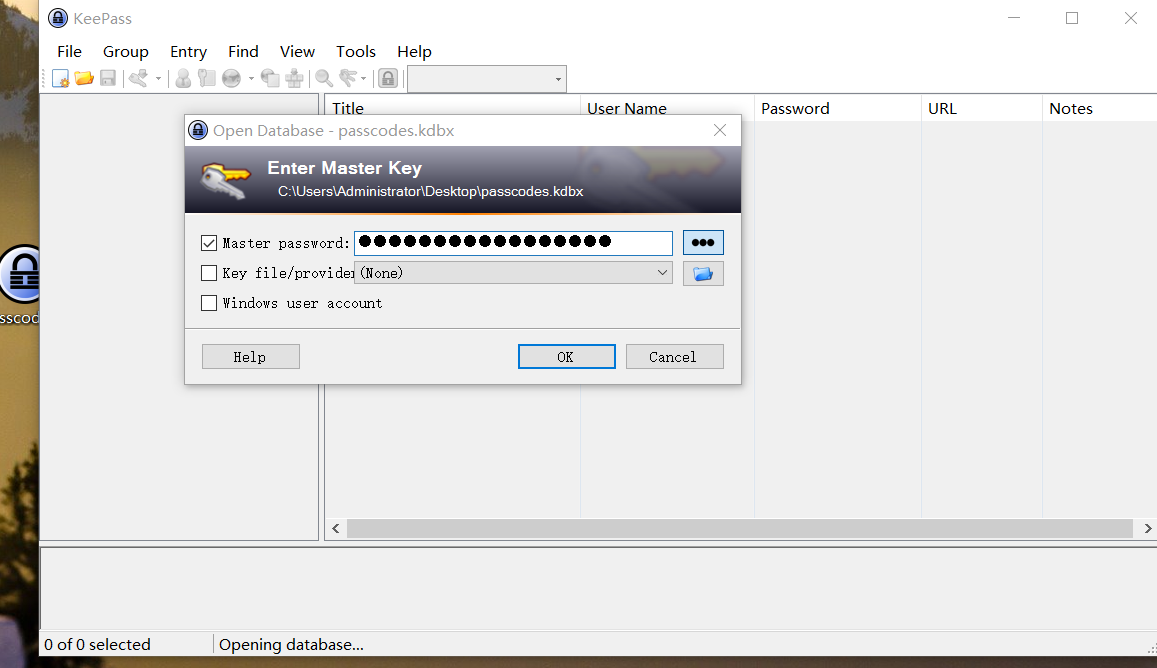 KeePass
File Group Entry Find View Tools Help
Title User Name Password URL Notes
Open Database - passcodes.kdbx
Enter Master Key
C:\Users\Administrator\Desktop\passcodes.kdbx
Master password: ●●●●●●●●●●●●●●●●●
Key file/provider (None)
Windows user account
Help OK Cancel
sscod
0 of 0 selected Opening database...